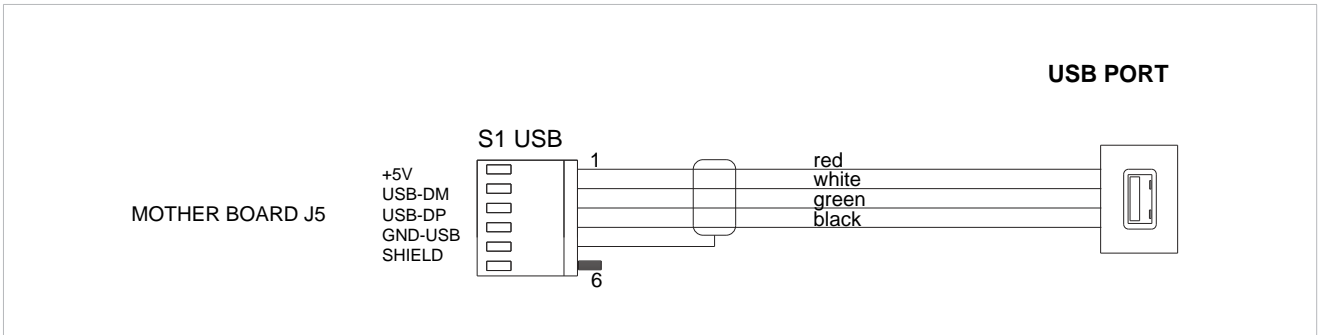 USB PORT
S1 USB
1
+5V
USB-DM
USB-DP
GND-USB
SHIELD
MOTHER BOARD J5
red
white
green
black
6